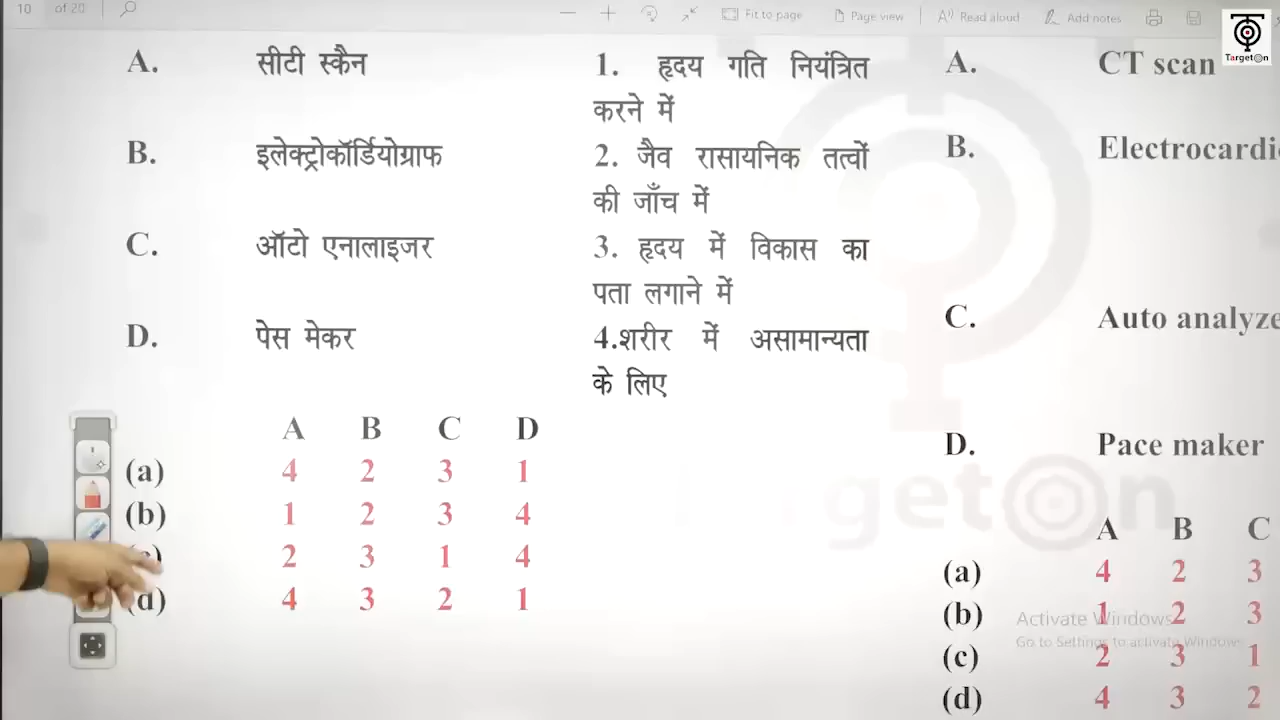 10 of 20
Fit to page
Page view
Read aloud
Add notes
TargetOn
A. सीटी स्कैन 1. हृदय गति नियंत्रित
करने में
B. इलेक्ट्रोकॉर्डियोग्राफ 2. जैव रासायनिक तत्वों
की जाँच में
C. ऑटो एनालाइजर 3. हृदय में विकास का
पता लगाने में
D. पेस मेकर 4.शरीर में असामान्यता
के लिए
A B C D
(a) 4 2 3 1
(b) 1 2 3 4
2 3 1 4
(d) 4 3 2 1
A. CT scan
B. Electrocardi
C. Auto analyze
D. Pace maker
A B C
(a) 4 2 3
(b) 1 2 3
(c) 2 3 1
(d) 4 3 2
getOn
Activate Windows
Go to Settings to activate Windows